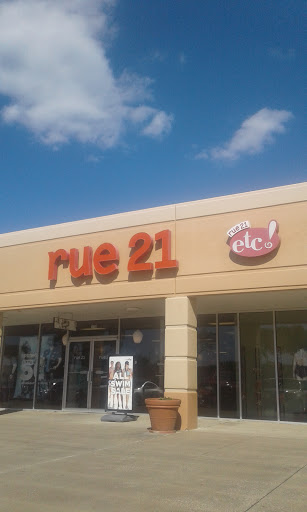 rue 21
rue 21
etc!
ALL
SWIM